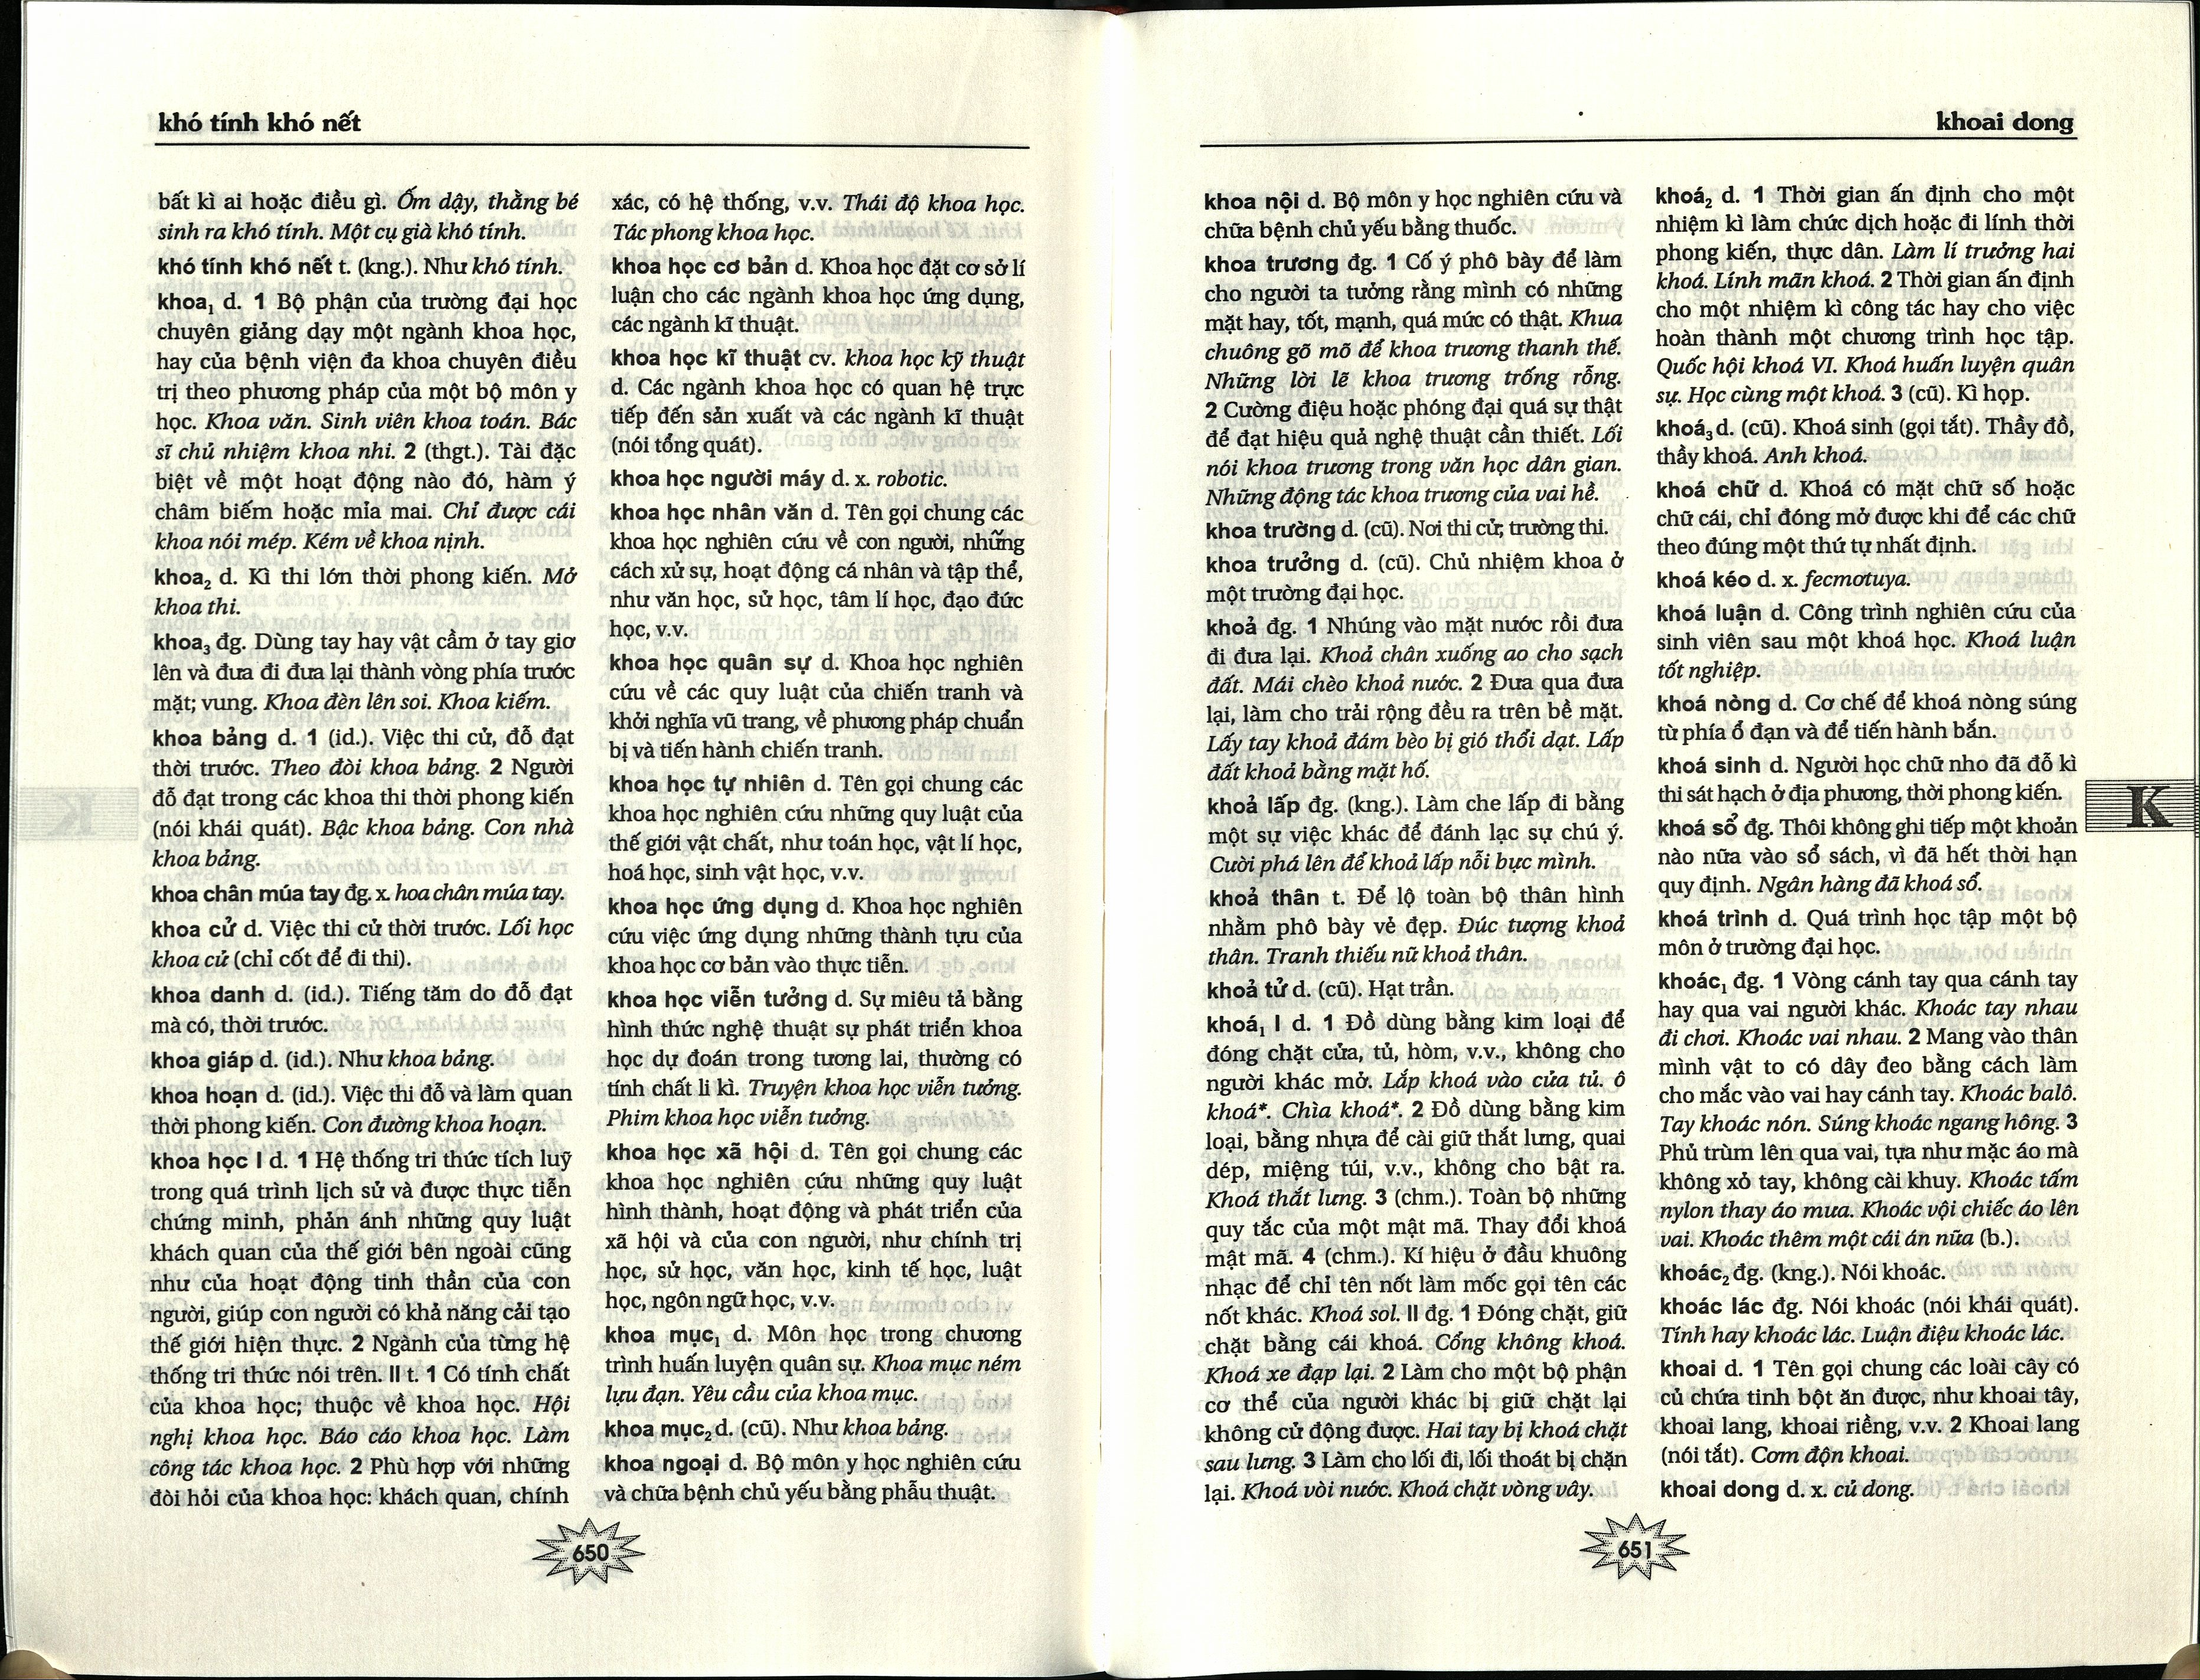 khó tính khó nết
bất kì ai hoặc điều gì. Ốm dậy, thằng bé
sinh ra khó tính. Một cụ già khó tính.
khó tính khó nết t. (kng.). Như khó tính.
khoa₁ d. 1 Bộ phận của trường đại học
chuyên giảng dạy một ngành khoa học,
hay của bệnh viện đa khoa chuyên điều
trị theo phương pháp của một bộ môn y
học. Khoa văn. Sinh viên khoa toán. Bác
sĩ chủ nhiệm khoa nhi. 2 (thgt.). Tài đặc
biệt về một hoạt động nào đó, hàm ý
châm biếm hoặc mỉa mai. Chỉ được cái
khoa nói mép. Kém về khoa nịnh.
khoa₂ d. Kì thi lớn thời phong kiến. Mở
khoa thi.
khoa₃ đg. Dùng tay hay vật cầm ở tay giơ
lên và đưa đi đưa lại thành vòng phía trước
mặt; vung. Khoa đèn lên soi. Khoa kiếm.
khoa bảng d. 1 (id.). Việc thi cử, đỗ đạt
thời trước. Theo đòi khoa bảng. 2 Người
đỗ đạt trong các khoa thi thời phong kiến
(nói khái quát). Bậc khoa bảng. Con nhà
khoa bảng.
khoa chân múa tay đg. x. hoa chân múa tay.
khoa cử d. Việc thi cử thời trước. Lối học
khoa cử (chỉ cốt để đi thi).
khoa danh d. (id.). Tiếng tăm do đỗ đạt
mà có, thời trước.
khoa giáp d. (id.). Như khoa bảng.
khoa hoạn d. (id.). Việc thi đỗ và làm quan
thời phong kiến. Con đường khoa hoạn.
khoa học I d. 1 Hệ thống tri thức tích luỹ
trong quá trình lịch sử và được thực tiễn
chứng minh, phản ánh những quy luật
khách quan của thế giới bên ngoài cũng
như của hoạt động tinh thần của con
người, giúp con người có khả năng cải tạo
thế giới hiện thực. 2 Ngành của từng hệ
thống tri thức nói trên. II t. 1 Có tính chất
của khoa học; thuộc về khoa học. Hội
nghị khoa học. Báo cáo khoa học. Làm
công tác khoa học. 2 Phù hợp với những
đòi hỏi của khoa học: khách quan, chính
xác, có hệ thống, v.v. Thái độ khoa học.
Tác phong khoa học.
khoa học cơ bản d. Khoa học đặt cơ sở lí
luận cho các ngành khoa học ứng dụng,
các ngành kĩ thuật.
khoa học kĩ thuật cv. khoa học kỹ thuật
d. Các ngành khoa học có quan hệ trực
tiếp đến sản xuất và các ngành kĩ thuật
(nói tổng quát).
khoa học người máy d. x. robotic.
khoa học nhân văn d. Tên gọi chung các
khoa học nghiên cứu về con người, những
cách xử sự, hoạt động cá nhân và tập thể,
như văn học, sử học, tâm lí học, đạo đức
học, v.v.
khoa học quân sự d. Khoa học nghiên
cứu về các quy luật của chiến tranh và
khởi nghĩa vũ trang, về phương pháp chuẩn
bị và tiến hành chiến tranh.
khoa học tự nhiên d. Tên gọi chung các
khoa học nghiên cứu những quy luật của
thế giới vật chất, như toán học, vật lí học,
hoá học, sinh vật học, v.v.
khoa học ứng dụng d. Khoa học nghiên
cứu việc ứng dụng những thành tựu của
khoa học cơ bản vào thực tiễn.
khoa học viễn tưởng d. Sự miêu tả bằng
hình thức nghệ thuật sự phát triển khoa
học dự đoán trong tương lai, thường có
tính chất li kì. Truyện khoa học viễn tưởng.
Phim khoa học viễn tưởng.
khoa học xã hội d. Tên gọi chung các
khoa học nghiên cứu những quy luật
hình thành, hoạt động và phát triển của
xã hội và của con người, như chính trị
học, sử học, văn học, kinh tế học, luật
học, ngôn ngữ học, v.v.
khoa mục₁ d. Môn học trong chương
trình huấn luyện quân sự. Khoa mục ném
lựu đạn. Yêu cầu của khoa mục.
khoa mục₂ d. (cũ). Như khoa bảng.
khoa ngoại d. Bộ môn y học nghiên cứu
và chữa bệnh chủ yếu bằng phẫu thuật.
650
khoai dong
khoa nội d. Bộ môn y học nghiên cứu và
chữa bệnh chủ yếu bằng thuốc.
khoa trương đg. 1 Cố ý phô bày để làm
cho người ta tưởng rằng mình có những
mặt hay, tốt, mạnh, quá mức có thật. Khua
chuông gõ mõ để khoa trương thanh thế.
Những lời lẽ khoa trương trống rỗng.
2 Cường điệu hoặc phóng đại quá sự thật
để đạt hiệu quả nghệ thuật cần thiết. Lối
nói khoa trương trong văn học dân gian.
Những động tác khoa trương của vai hề.
khoa trường d. (cũ). Nơi thi cử; trường thi.
khoa trưởng d. (cũ). Chủ nhiệm khoa ở
một trường đại học.
khoả đg. 1 Nhúng vào mặt nước rồi đưa
đi đưa lại. Khoả chân xuống ao cho sạch
đất. Mái chèo khoả nước. 2 Đưa qua đưa
lại, làm cho trải rộng đều ra trên bề mặt.
Lấy tay khoả đám bèo bị gió thổi dạt. Lấp
đất khoả bằng mặt hố.
khoả lấp đg. (kng.). Làm che lấp đi bằng
một sự việc khác để đánh lạc sự chú ý.
Cười phá lên để khoả lấp nỗi bực mình.
khoả thân t. Để lộ toàn bộ thân hình
nhằm phô bày vẻ đẹp. Đúc tượng khoả
thân. Tranh thiếu nữ khoả thân.
khoả tử d. (cũ). Hạt trần.
khoá₁ I d. 1 Đồ dùng bằng kim loại để
đóng chặt cửa, tủ, hòm, v.v., không cho
người khác mở. Lắp khoá vào cửa tủ. ổ
khoá*. Chìa khoá*. 2 Đồ dùng bằng kim
loại, bằng nhựa để cài giữ thắt lưng, quai
dép, miệng túi, v.v., không cho bật ra.
Khoá thắt lưng. 3 (chm.). Toàn bộ những
quy tắc của một mật mã. Thay đổi khoá
mật mã. 4 (chm.). Kí hiệu ở đầu khuông
nhạc để chỉ tên nốt làm mốc gọi tên các
nốt khác. Khoá sol. II đg. 1 Đóng chặt, giữ
chặt bằng cái khoá. Cổng không khoá.
Khoá xe đạp lại. 2 Làm cho một bộ phận
cơ thể của người khác bị giữ chặt lại
không cử động được. Hai tay bị khoá chặt
sau lưng. 3 Làm cho lối đi, lối thoát bị chặn
lại. Khoá vòi nước. Khoá chặt vòng vây.
khoá₂ d. 1 Thời gian ấn định cho một
nhiệm kì làm chức dịch hoặc đi lính thời
phong kiến, thực dân. Làm lí trưởng hai
khoá. Lính mãn khoá. 2 Thời gian ấn định
cho một nhiệm kì công tác hay cho việc
hoàn thành một chương trình học tập.
Quốc hội khoá VI. Khoá huấn luyện quân
sự. Học cùng một khoá. 3 (cũ). Kì họp.
khoá₃ d. (cũ). Khoá sinh (gọi tắt). Thầy đồ,
thầy khoá. Anh khoá.
khoá chữ d. Khoá có mặt chữ số hoặc
chữ cái, chỉ đóng mở được khi để các chữ
theo đúng một thứ tự nhất định.
khoá kéo d. x. fecmơtuya.
khoá luận d. Công trình nghiên cứu của
sinh viên sau một khoá học. Khoá luận
tốt nghiệp.
khoá nòng d. Cơ chế để khoá nòng súng
từ phía ổ đạn và để tiến hành bắn.
khoá sinh d. Người học chữ nho đã đỗ kì
thi sát hạch ở địa phương, thời phong kiến.
khoá sổ đg. Thôi không ghi tiếp một khoản
nào nữa vào sổ sách, vì đã hết thời hạn
quy định. Ngân hàng đã khoá sổ.
khoá trình d. Quá trình học tập một bộ
môn ở trường đại học.
khoác₁ đg. 1 Vòng cánh tay qua cánh tay
hay qua vai người khác. Khoác tay nhau
đi chơi. Khoác vai nhau. 2 Mang vào thân
mình vật to có dây đeo bằng cách làm
cho mắc vào vai hay cánh tay. Khoác balô.
Tay khoác nón. Súng khoác ngang hông. 3
Phủ trùm lên qua vai, tựa như mặc áo mà
không xỏ tay, không cài khuy. Khoác tấm
nylon thay áo mưa. Khoác vội chiếc áo lên
vai. Khoác thêm một cái án nữa (b.).
khoác₂ đg. (kng.). Nói khoác.
khoác lác đg. Nói khoác (nói khái quát).
Tính hay khoác lác. Luận điệu khoác lác.
khoai d. 1 Tên gọi chung các loài cây có
củ chứa tinh bột ăn được, như khoai tây,
khoai lang, khoai riềng, v.v. 2 Khoai lang
(nói tắt). Cơm độn khoai.
khoai dong d. x. củ dong.
K
651